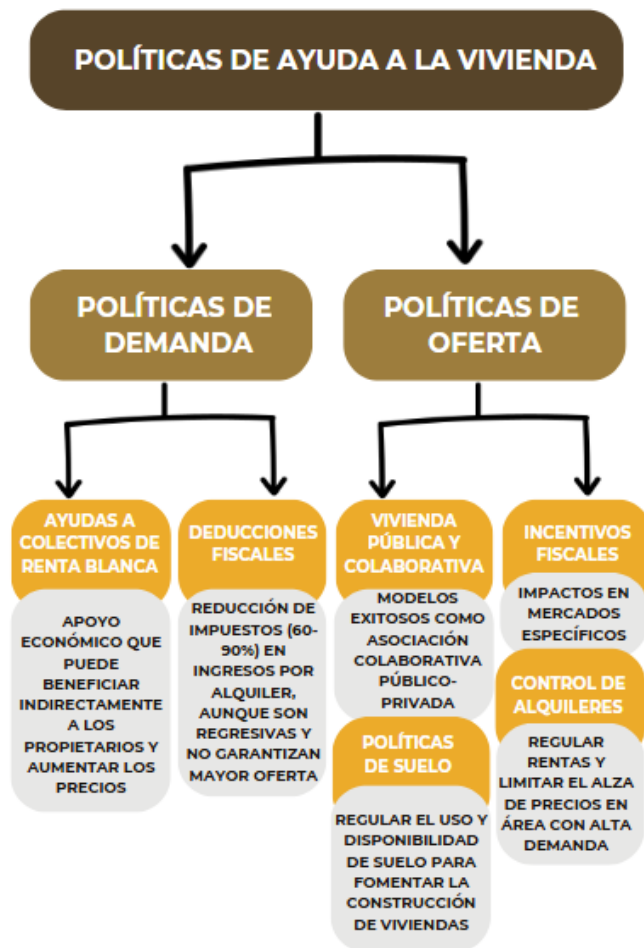 POLÍTICAS DE AYUDA A LA VIVIENDA
POLÍTICAS DE
DEMANDA
POLÍTICAS DE
OFERTA
AYUDAS A
COLECTIVOS DE
RENTA BLANCA
APOYO
ECONÓMICO QUE
PUEDE
BENEFICIAR
INDIRECTAMENTE
A LOS
PROPIETARIOS Y
AUMENTAR LOS
PRECIOS
DEDUCCIONES
FISCALES
REDUCCIÓN DE
IMPUESTOS (60-
90%) EN
INGRESOS POR
ALQUILER,
AUNQUE SON
REGRESIVAS Y
NO GARANTIZAN
MAYOR OFERTA
VIVIENDA
PÚBLICA Y
COLABORATIVA
MODELOS
EXITOSOS COMO
ASOCIACIÓN
COLABORATIVA
PÚBLICO-
PRIVADA
POLÍTICAS
DE SUELO
REGULAR EL USO Y
DISPONIBILIDAD
DE SUELO PARA
FOMENTAR LA
CONSTRUCCIÓN
DE VIVIENDAS
INCENTIVOS
FISCALES
IMPACTOS EN
MERCADOS
ESPECÍFICOS
CONTROL DE
ALQUILERES
REGULAR
RENTAS Y
LIMITAR EL ALZA
DE PRECIOS EN
ÁREA CON ALTA
DEMANDA